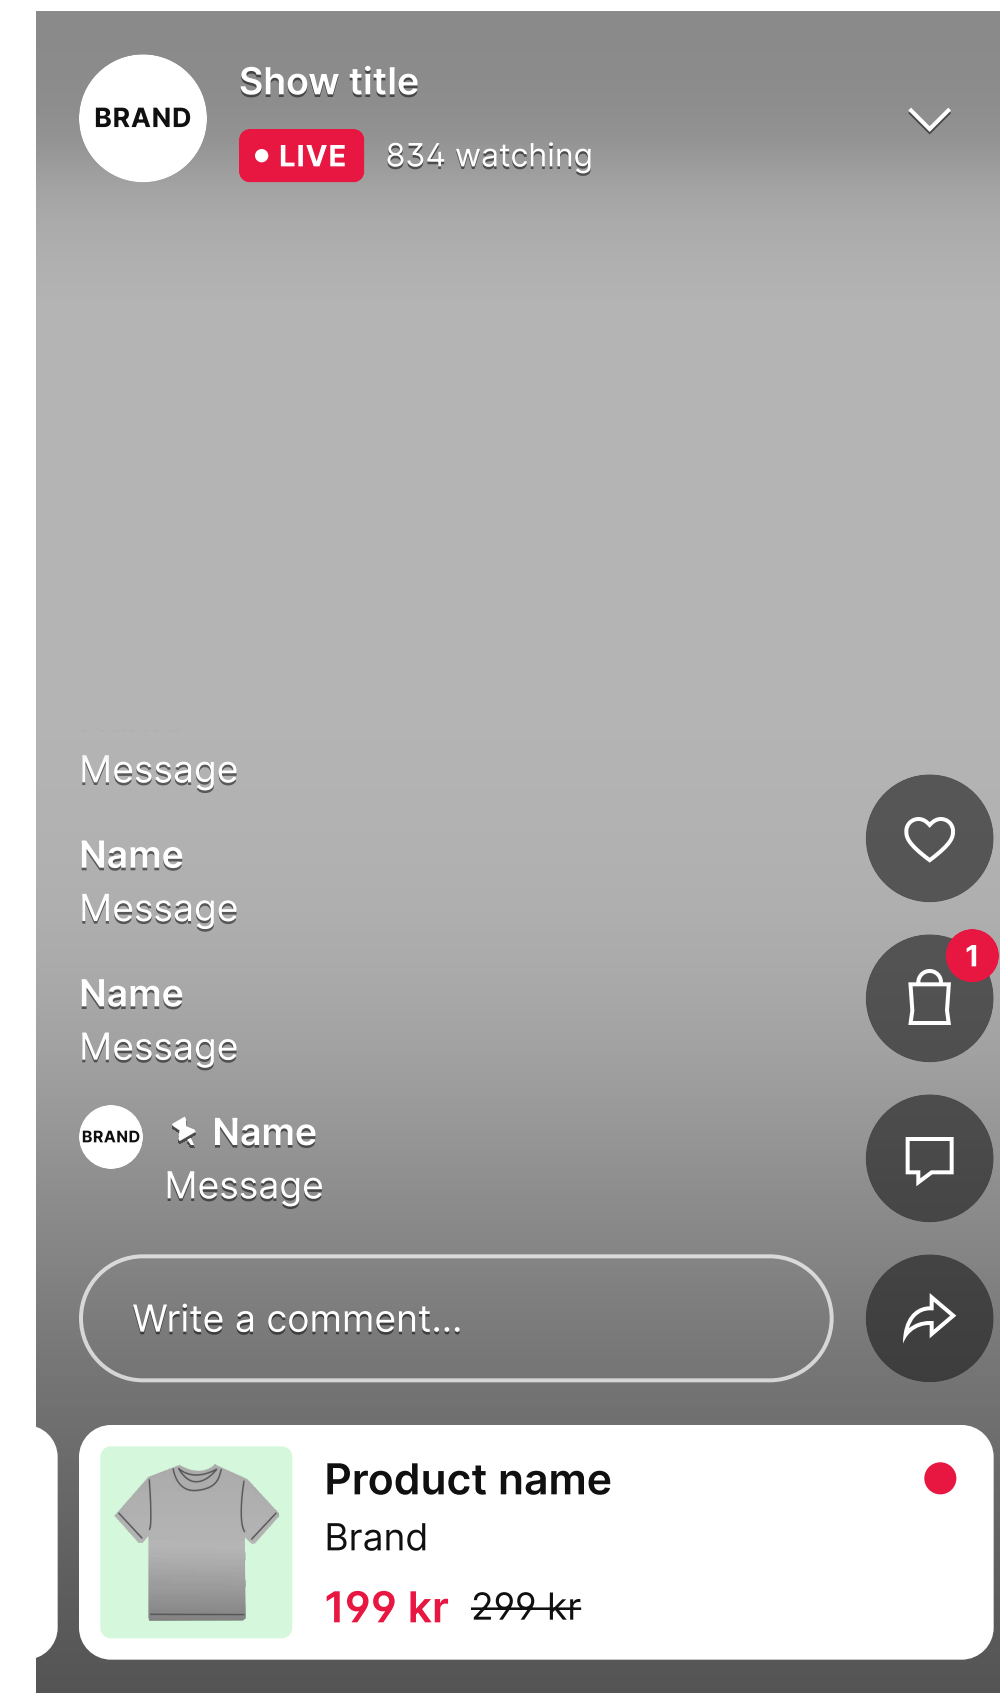 BRAND
Show title
LIVE
834 watching
Message
Name
Message
Name
Message
1
BRAND
Name
Message
Write a comment...
Product name
Brand
199 kr 299 kr